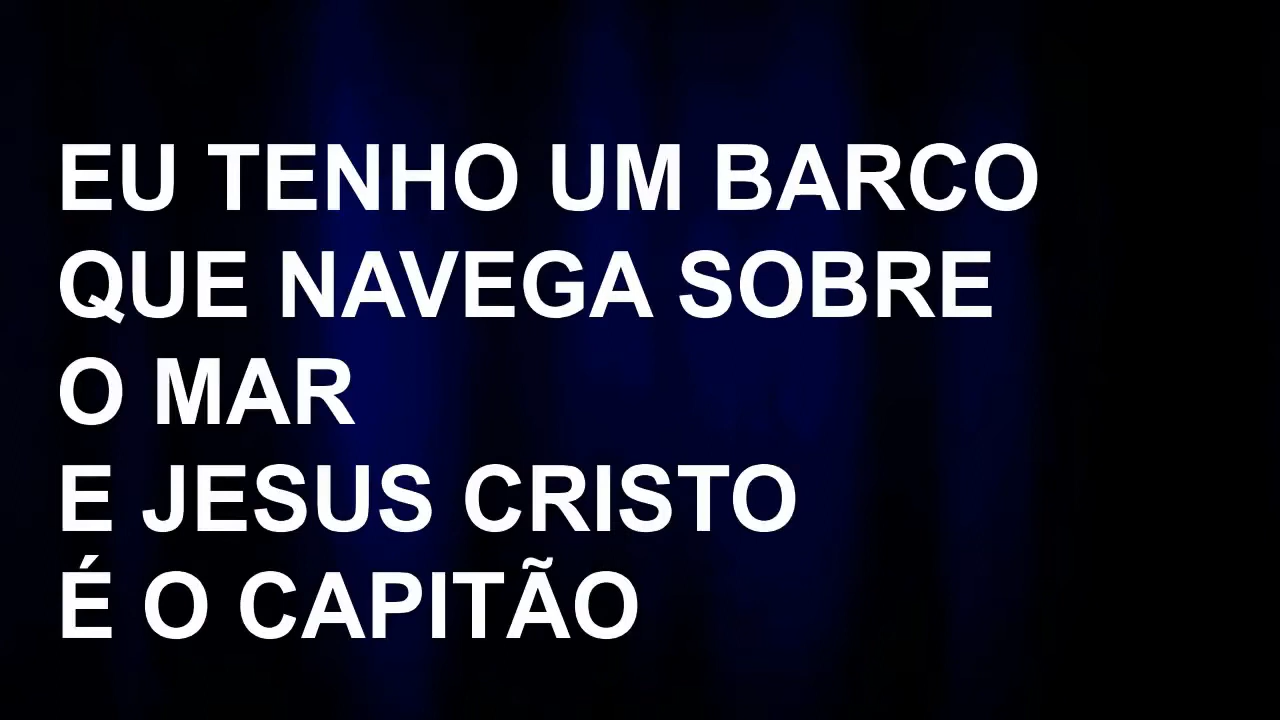 EU TENHO UM BARCO
QUE NAVEGA SOBRE
O MAR
E JESUS CRISTO
É O CAPITÃO